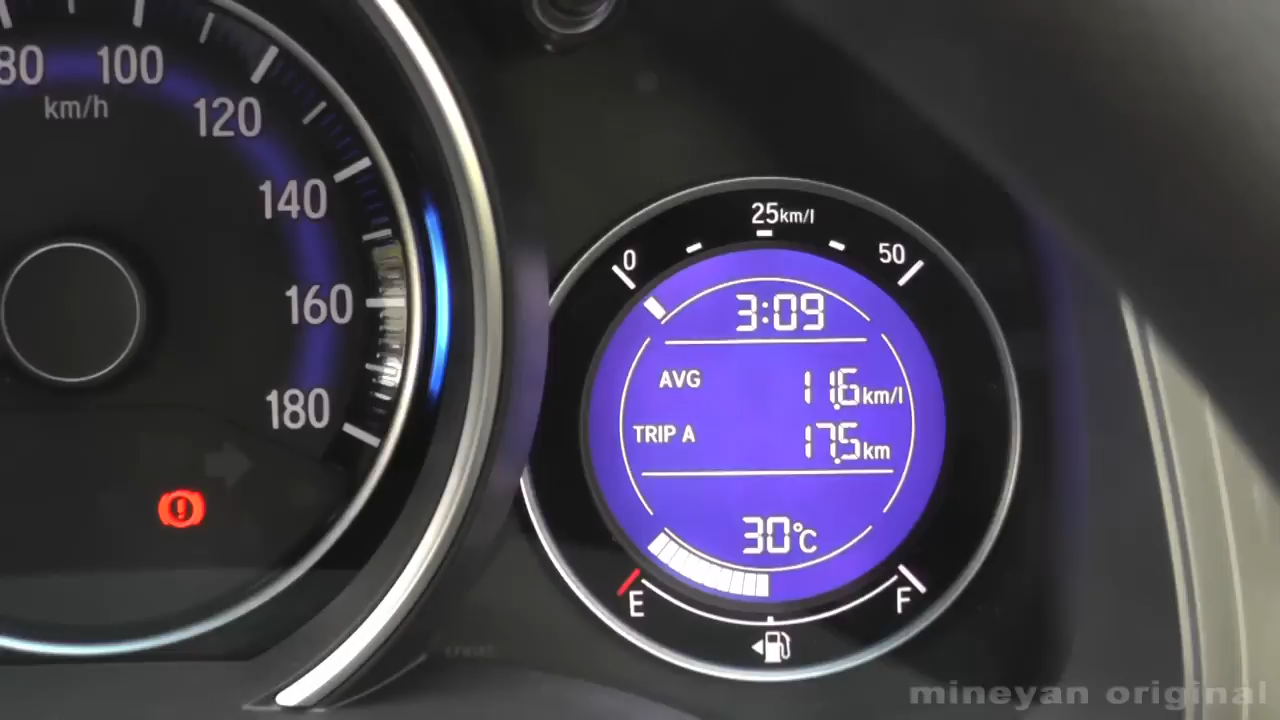 80
100
km/h
120
140
160
180
25km/l
0
50
3:09
AVG 11.6km/l
TRIP A 17.5km
30°C
E
F
mineyan original